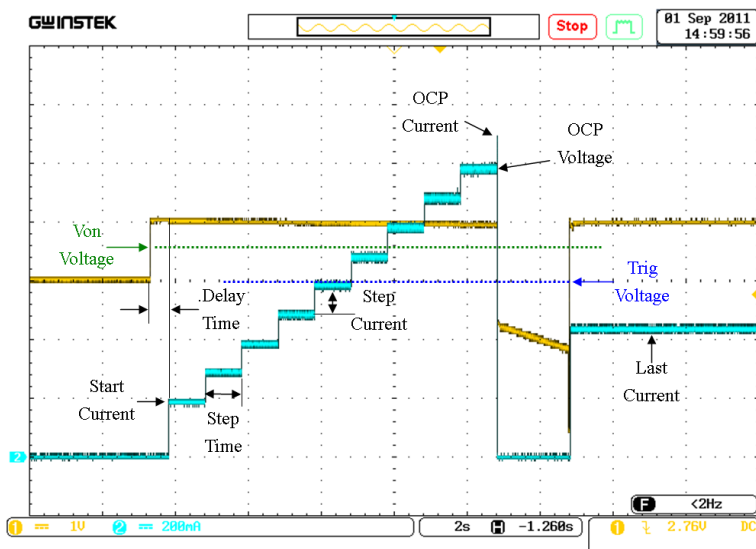 GWINSTEK
Stop
01 Sep 2011
14:59:56
OCP
Current
OCP
Voltage
Von
Voltage
Delay
Time
Step
Current
Trig
Voltage
Start
Current
Step
Time
Last
Current
2
F <2Hz
1 1V 2 200mA
2s H -1.260s
1 2.76V DC